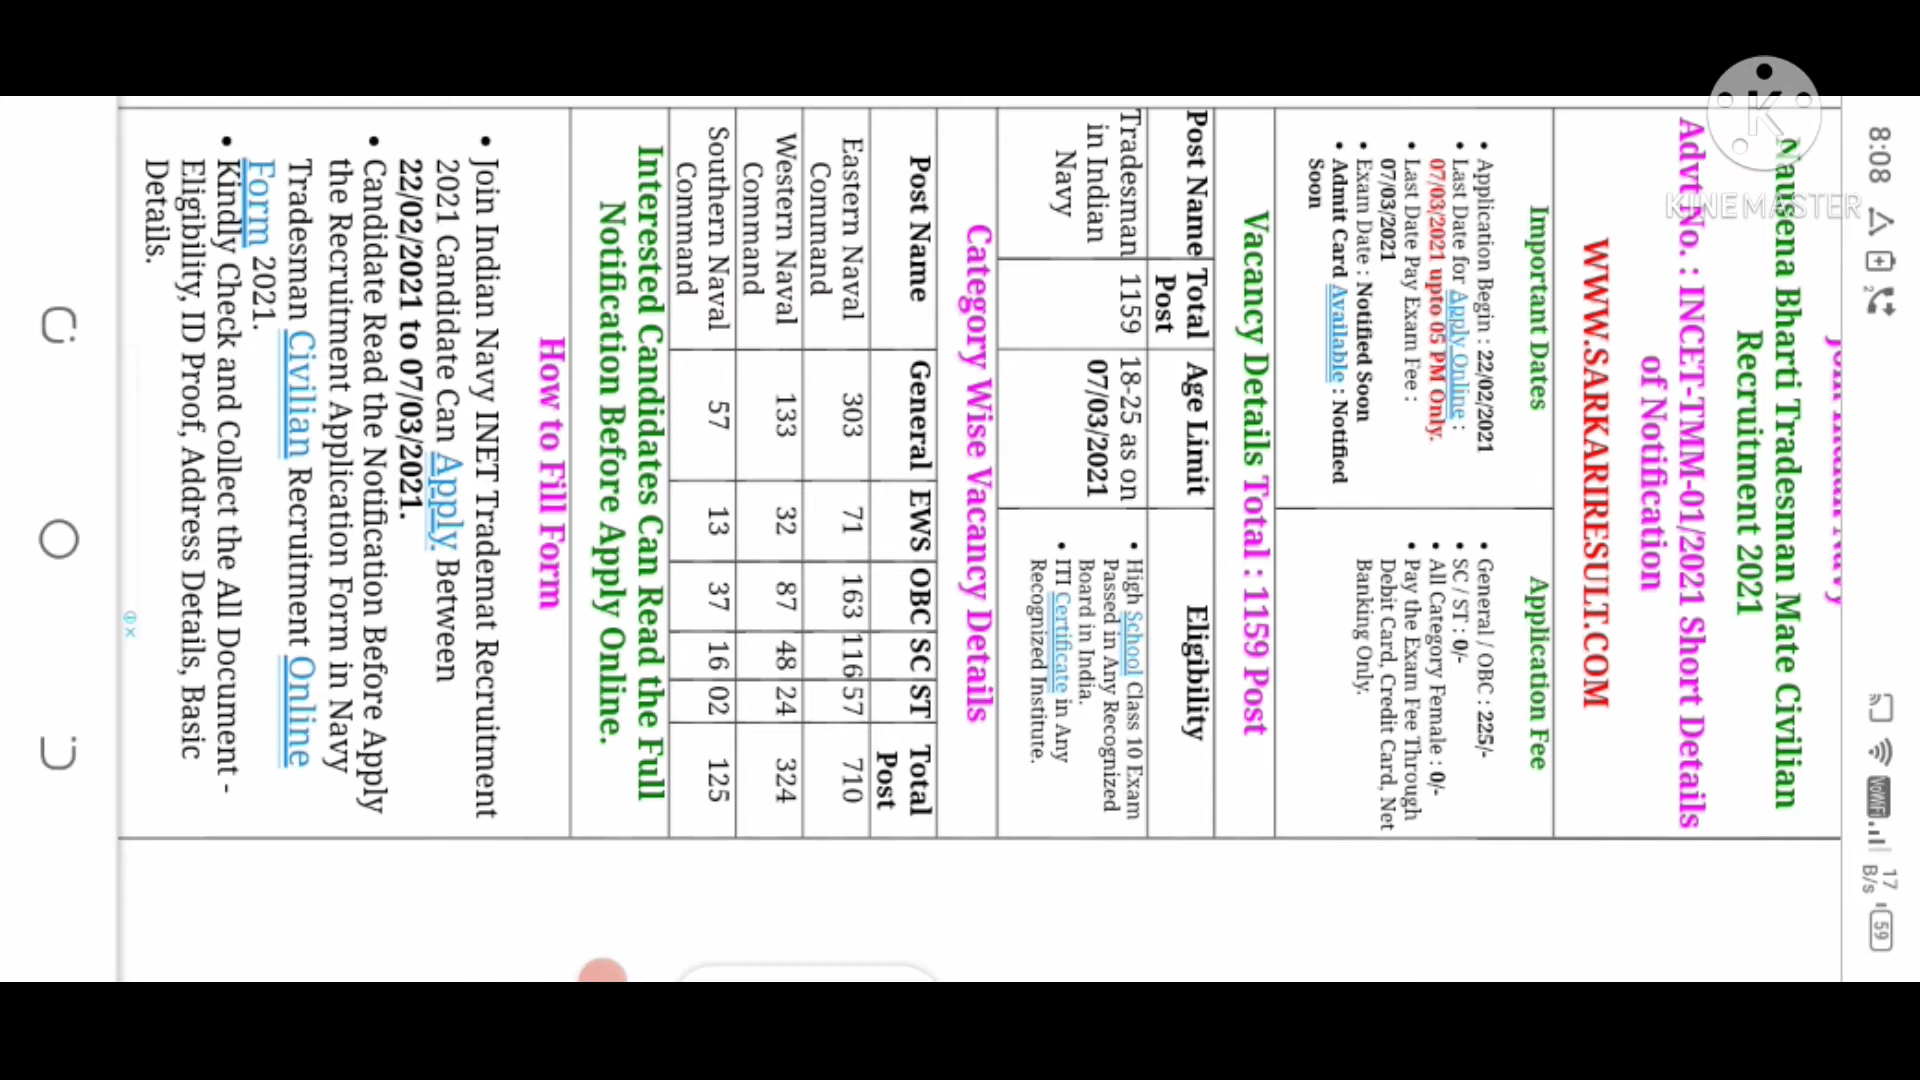 8:08
2
VoWiFi
17
B/s
59
KINEMASTER
Nausena Bharti Tradesman Mate Civilian
Recruitment 2021
Advt No. : INCET-TMM-01/2021 Short Details
of Notification
WWW.SARKARIRESULT.COM
Important Dates
• Application Begin : 22/02/2021
• Last Date for Apply Online :
07/03/2021 upto 05 PM Only.
• Last Date Pay Exam Fee :
07/03/2021
• Exam Date : Notified Soon
• Admit Card Available : Notified
Soon
Application Fee
• General / OBC : 225/-
• SC / ST : 0/-
• All Category Female : 0/-
• Pay the Exam Fee Through
Debit Card, Credit Card, Net
Banking Only.
Vacancy Details Total : 1159 Post
Post Name Total Post Age Limit Eligibility
Tradesman in Indian Navy 1159 18-25 as on 07/03/2021
• High School Class 10 Exam
Passed in Any Recognized
Board in India.
• ITI Certificate in Any
Recognized Institute.
Category Wise Vacancy Details
Post Name General EWS OBC SC ST Total Post
Eastern Naval Command 303 71 163 116 57 710
Western Naval Command 133 32 87 48 24 324
Southern Naval Command 57 13 37 16 02 125
Interested Candidates Can Read the Full
Notification Before Apply Online.
How to Fill Form
• Join Indian Navy INET Trademat Recruitment
2021 Candidate Can Apply Between
22/02/2021 to 07/03/2021.
• Candidate Read the Notification Before Apply
the Recruitment Application Form in Navy
Tradesman Civilian Recruitment Online
Form 2021.
• Kindly Check and Collect the All Document -
Eligibility, ID Proof, Address Details, Basic
Details.